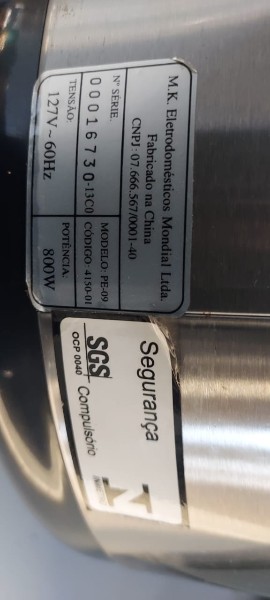 M.K. Eletrodomésticos Mondial Ltda.
Fabricado na China
CNPJ: 07.666.567/0001-40
Nº SÉRIE: MODELO: PE-09
00016730-13C0 CÓDIGO: 4150-01
TENSÃO: POTÊNCIA:
127V~60Hz 800W
Segurança
SGS Compulsório
OCP 0040